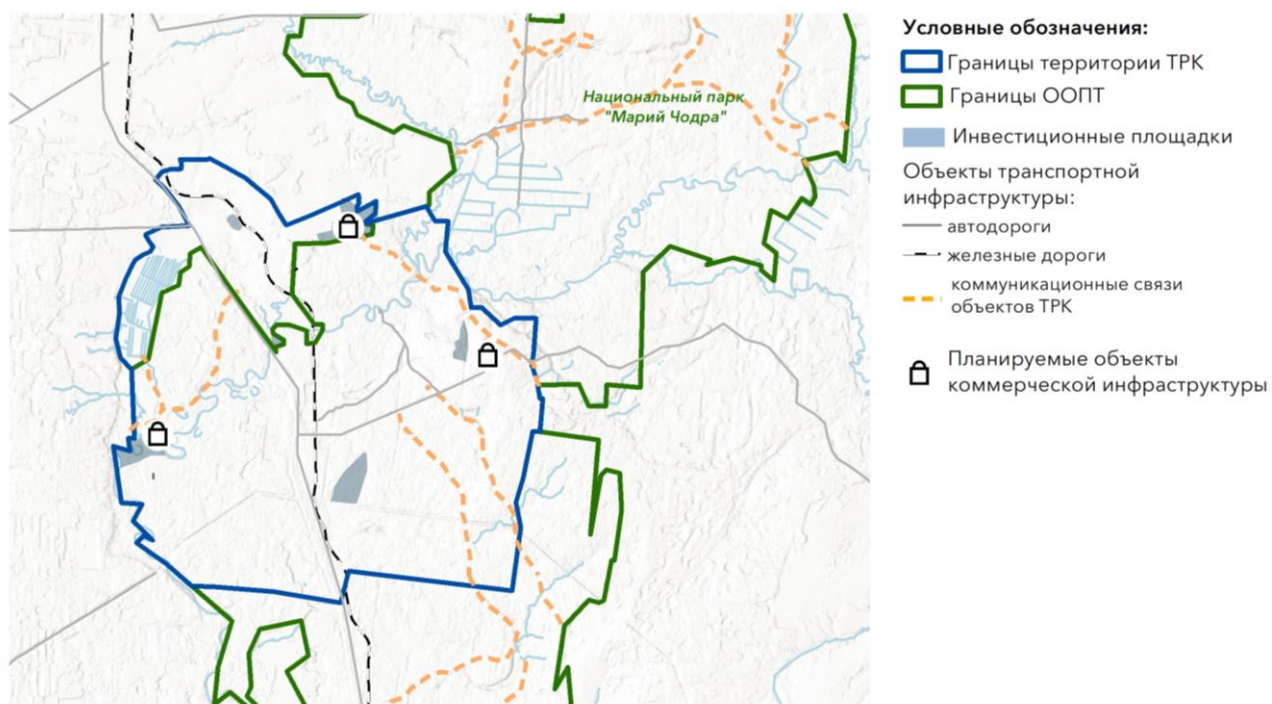 Национальный парк
"Марий Чодра"
Условные обозначения:
Границы территории ТРК
Границы ООПТ
Инвестиционные площадки
Объекты транспортной
инфраструктуры:
автодороги
железные дороги
коммуникационные связи
объектов ТРК
Планируемые объекты
коммерческой инфраструктуры